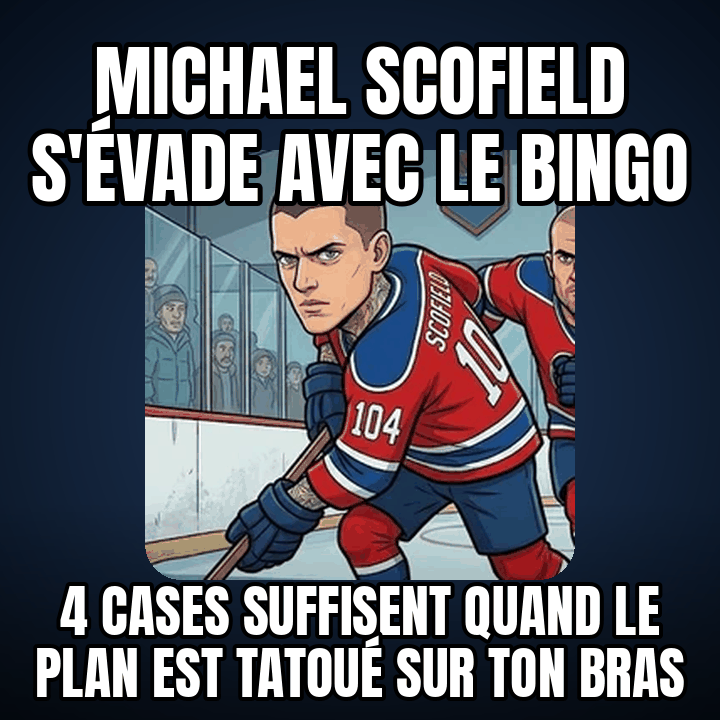 MICHAEL SCOFIELD
S'ÉVADE AVEC LE BINGO
SCOFIELD
10
104
4 CASES SUFFISENT QUAND LE
PLAN EST TATOUÉ SUR TON BRAS